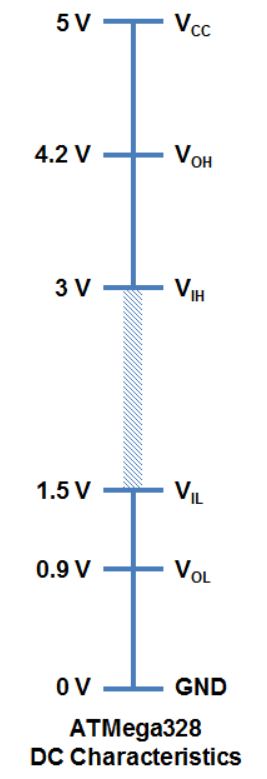 5 V VCC
4.2 V VOH
3 V VIH
1.5 V VIL
0.9 V VOL
0 V GND
ATMega328
DC Characteristics